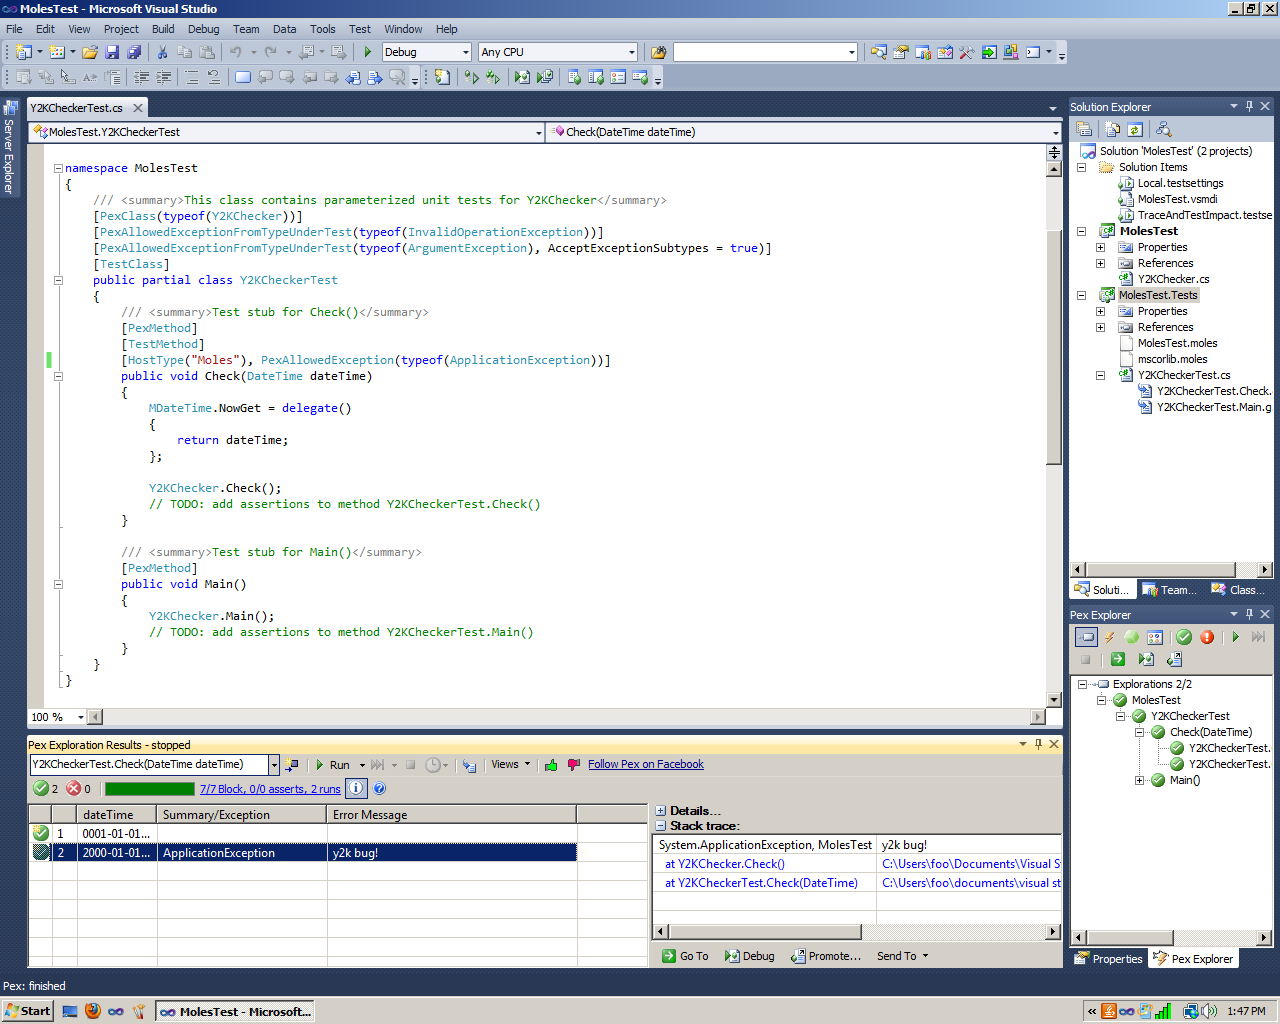 MolesTest - Microsoft Visual Studio
File Edit View Project Build Debug Team Data Tools Test Window Help
Debug Any CPU
Server Explorer
Y2KCheckerTest.cs
MolesTest.Y2KCheckerTest Check(DateTime dateTime)
namespace MolesTest
{
/// <summary>This class contains parameterized unit tests for Y2KChecker</summary>
[PexClass(typeof(Y2KChecker))]
[PexAllowedExceptionFromTypeUnderTest(typeof(InvalidOperationException))]
[PexAllowedExceptionFromTypeUnderTest(typeof(ArgumentException), AcceptExceptionSubtypes = true)]
[TestClass]
public partial class Y2KCheckerTest
{
/// <summary>Test stub for Check()</summary>
[PexMethod]
[TestMethod]
[HostType("Moles"), PexAllowedException(typeof(ApplicationException))]
public void Check(DateTime dateTime)
{
MDateTime.NowGet = delegate()
{
return dateTime;
};
Y2KChecker.Check();
// TODO: add assertions to method Y2KCheckerTest.Check()
}
/// <summary>Test stub for Main()</summary>
[PexMethod]
public void Main()
{
Y2KChecker.Main();
// TODO: add assertions to method Y2KCheckerTest.Main()
}
}
}
100 %
Solution Explorer
Solution 'MolesTest' (2 projects)
Solution Items
Local.testsettings
MolesTest.vsmdi
TraceAndTestImpact.testse
MolesTest
Properties
References
Y2KChecker.cs
MolesTest.Tests
Properties
References
MolesTest.moles
mscorlib.moles
Y2KCheckerTest.cs
Y2KCheckerTest.Check.
Y2KCheckerTest.Main.g
Soluti... Team... Class...
Pex Explorer
Explorations 2/2
MolesTest
Y2KCheckerTest
Check(DateTime)
Y2KCheckerTest.
Y2KCheckerTest.
Main()
Properties Pex Explorer
Pex Exploration Results - stopped
Y2KCheckerTest.Check(DateTime dateTime) Run Views Follow Pex on Facebook
2 0 7/7 Block, 0/0 asserts, 2 runs
dateTime Summary/Exception Error Message
1 0001-01-01...
2 2000-01-01... ApplicationException y2k bug!
Details...
Stack trace:
System.ApplicationException, MolesTest y2k bug!
at Y2KChecker.Check() C:\Users\foo\Documents\Visual S
at Y2KCheckerTest.Check(DateTime) C:\Users\foo\documents\visual st
Go To Debug Promote... Send To
Pex: finished
Start MolesTest - Microsoft... « 1:47 PM